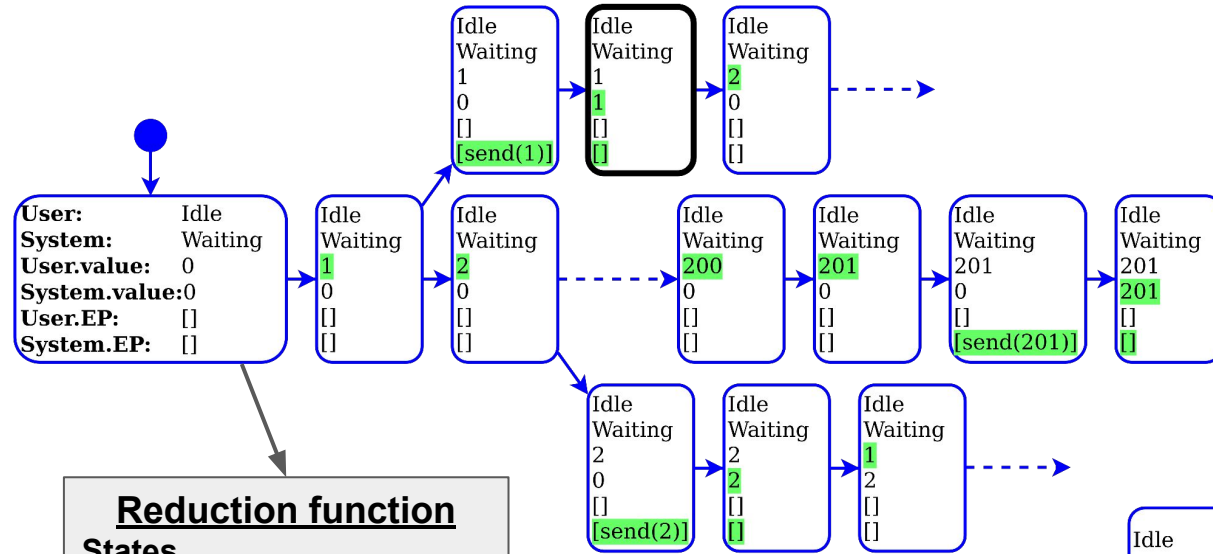 Idle
Waiting
1
0
[]
[send(1)]
Idle
Waiting
1
1
[]
[]
Idle
Waiting
2
0
[]
[]
User: Idle
System: Waiting
User.value: 0
System.value:0
User.EP: []
System.EP: []
Idle
Waiting
1
0
[]
[]
Idle
Waiting
2
0
[]
[]
Idle
Waiting
200
0
[]
[]
Idle
Waiting
201
0
[]
[]
Idle
Waiting
201
0
[]
[send(201)]
Idle
Waiting
201
201
[]
[]
Idle
Waiting
2
0
[]
[send(2)]
Idle
Waiting
2
2
[]
[]
Idle
Waiting
1
2
[]
[]
Reduction function
States
Idle